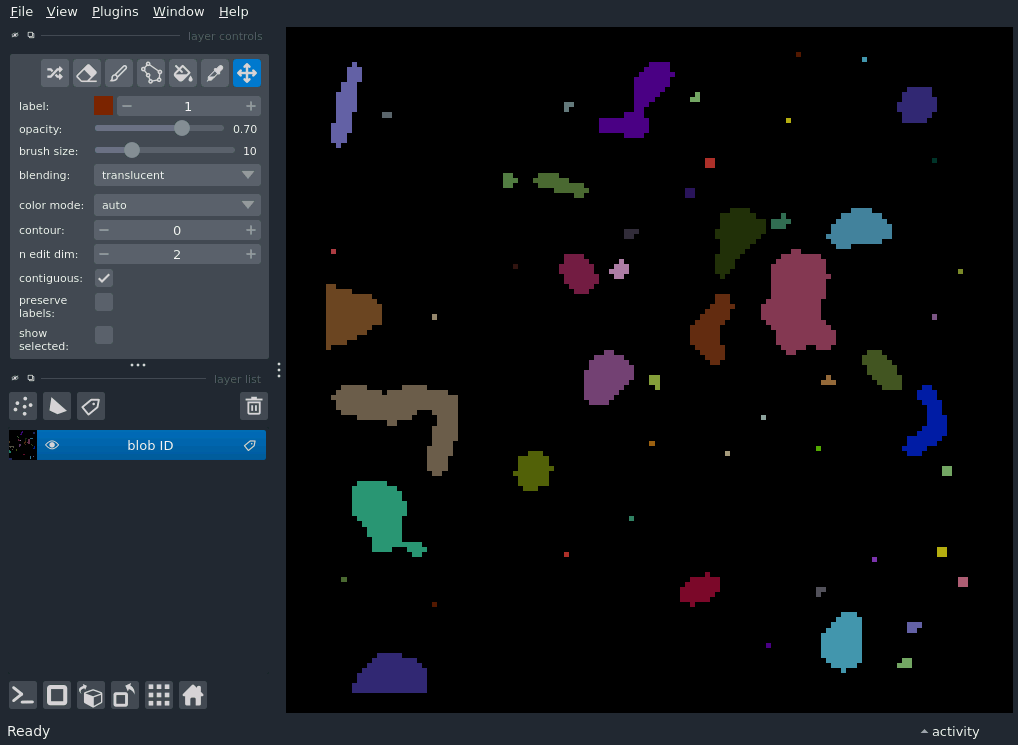 File View Plugins Window Help
layer controls
label: 1
opacity: 0.70
brush size: 10
blending: translucent
color mode: auto
contour: 0
n edit dim: 2
contiguous:
preserve
labels:
show
selected:
layer list
blob ID
Ready
activity